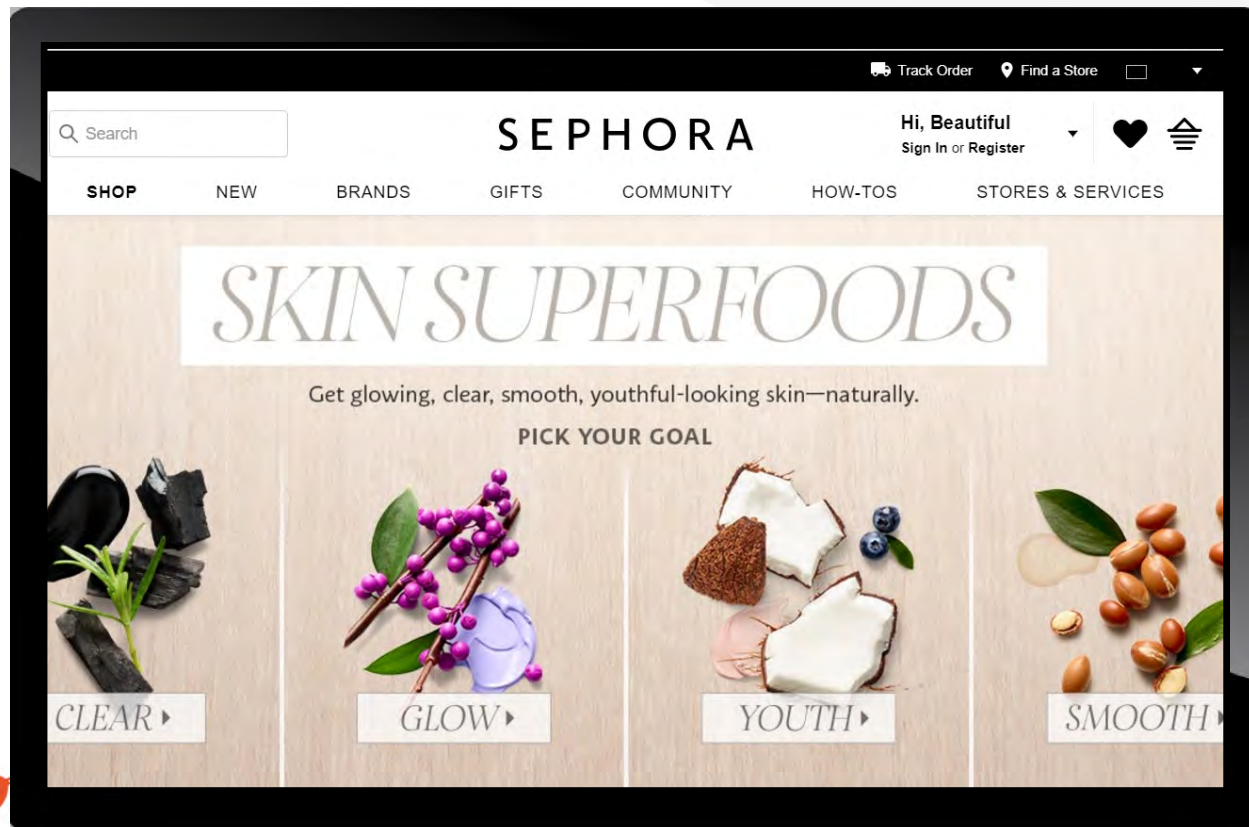 Track Order Find a Store
Search
SEPHORA
Hi, Beautiful
Sign In or Register
SHOP NEW BRANDS GIFTS COMMUNITY HOW-TOS STORES & SERVICES
SKIN SUPERFOODS
Get glowing, clear, smooth, youthful-looking skin—naturally.
PICK YOUR GOAL
CLEAR GLOW YOUTH SMOOTH